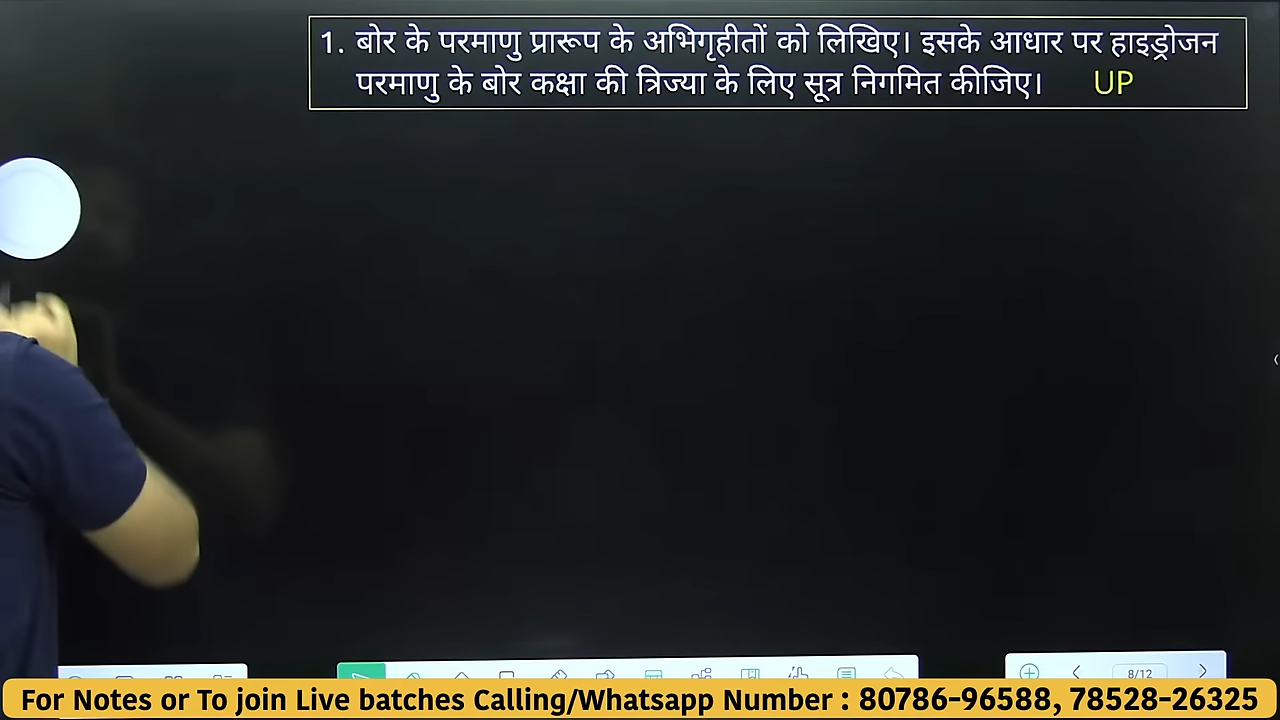 1. बोर के परमाणु प्रारूप के अभिगृहीतों को लिखिए। इसके आधार पर हाइड्रोजन
परमाणु के बोर कक्षा की त्रिज्या के लिए सूत्र निगमित कीजिए। UP
8/12
For Notes or To join Live batches Calling/Whatsapp Number : 80786-96588, 78528-26325